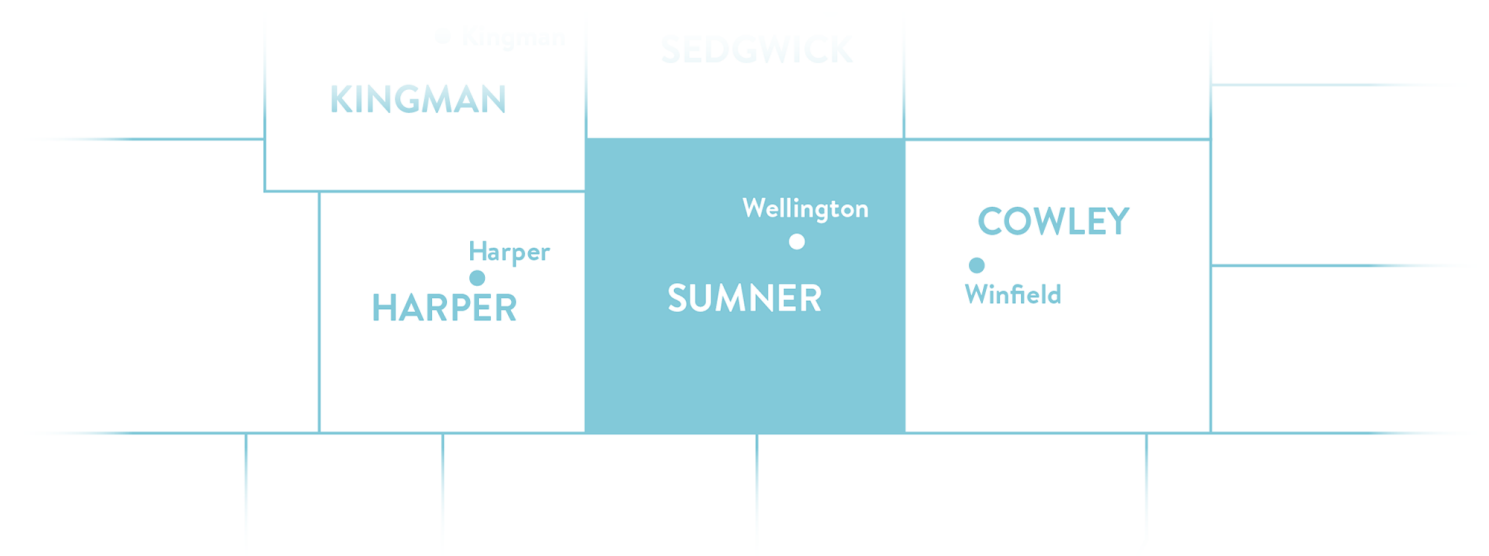 Kingman
SEDGWICK
KINGMAN
Wellington
COWLEY
Harper
HARPER
SUMNER
Winfield